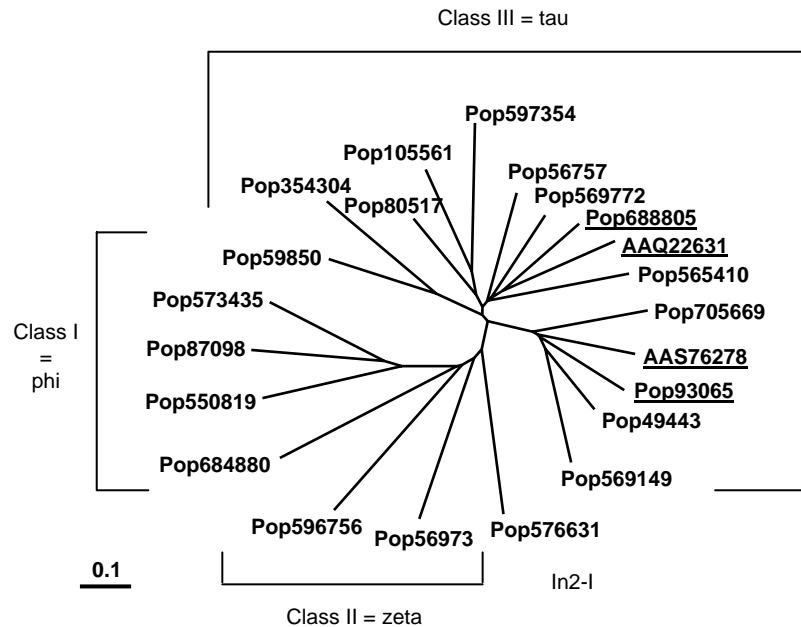 Class III = tau
Pop597354
Pop105561
Pop56757
Pop354304
Pop569772
Pop80517
Pop688805
AAQ22631
Pop59850
Pop565410
Pop573435
Pop705669
Class I
=
phi
Pop87098
AAS76278
Pop93065
Pop550819
Pop49443
Pop684880
Pop569149
Pop596756
Pop56973
Pop576631
0.1
In2-I
Class II = zeta